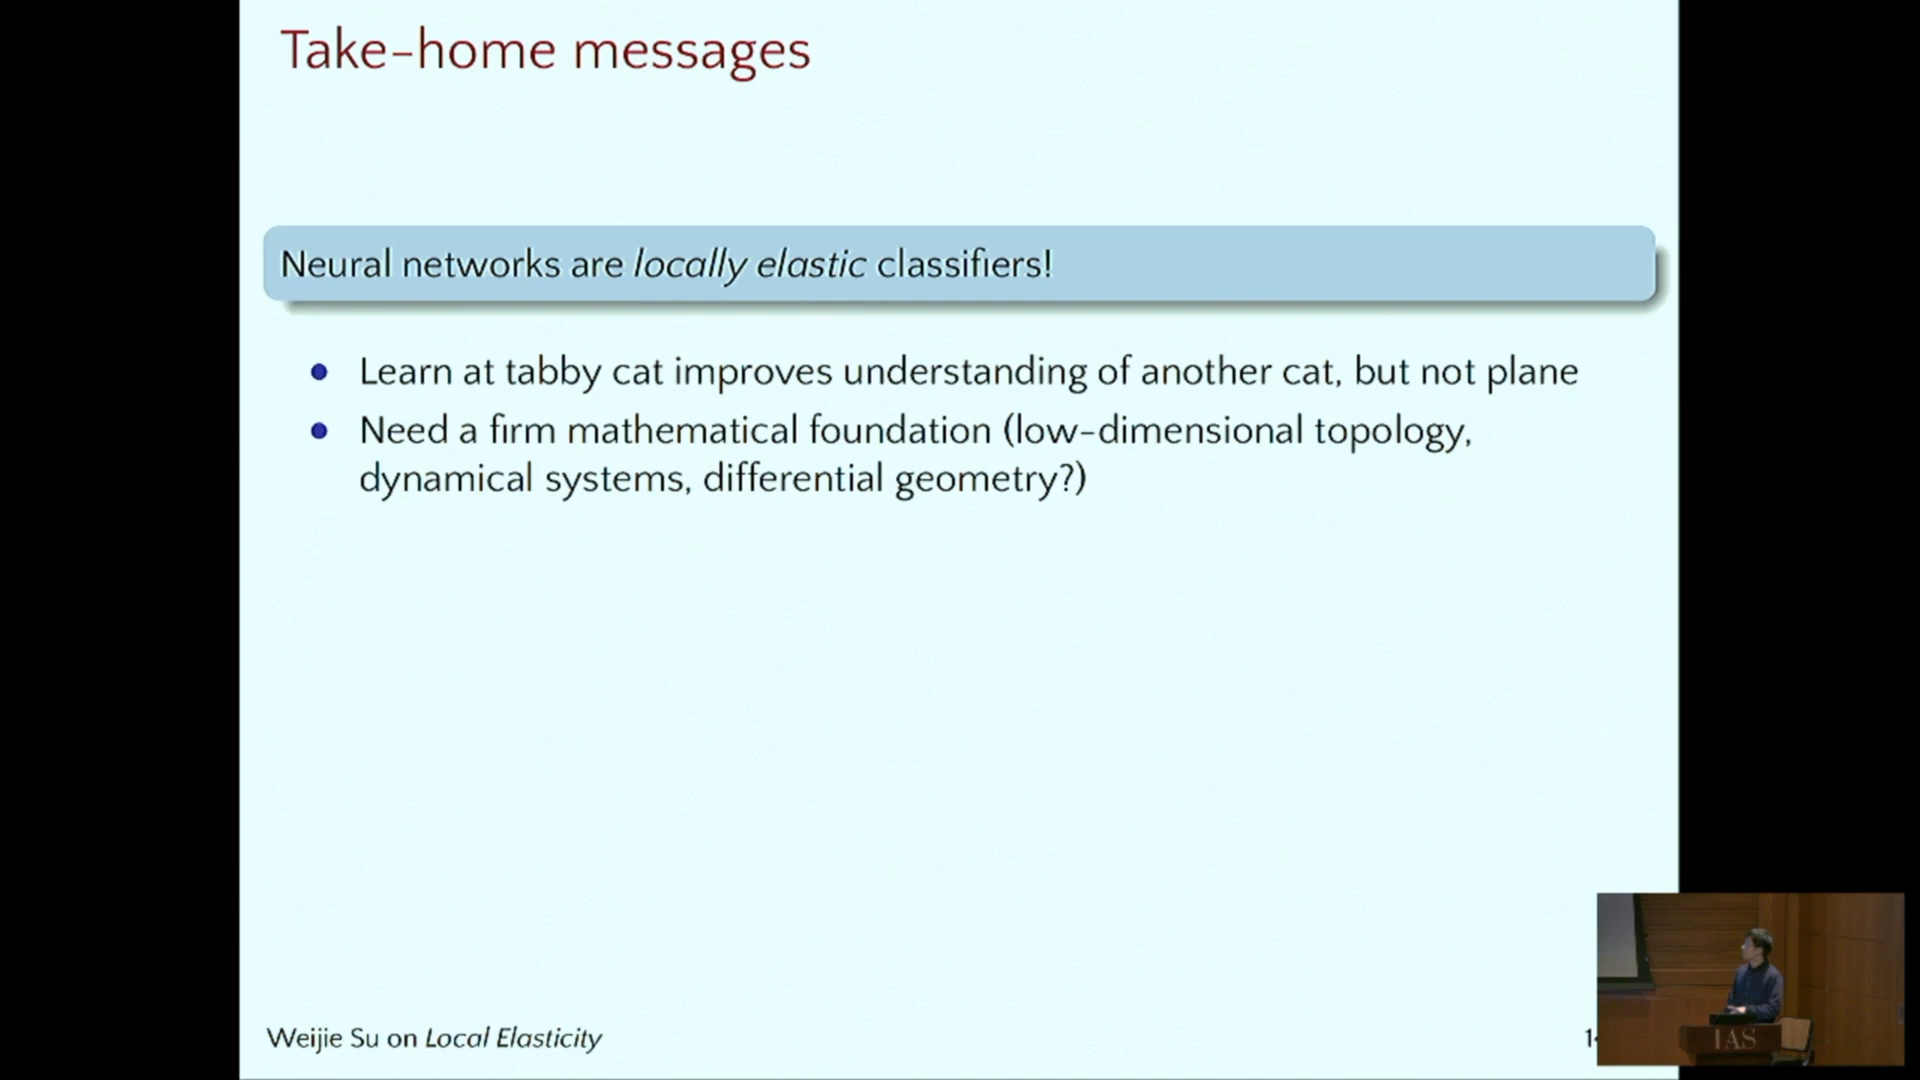 Take-home messages
Neural networks are locally elastic classifiers!
Learn at tabby cat improves understanding of another cat, but not plane
Need a firm mathematical foundation (low-dimensional topology,
dynamical systems, differential geometry?)
Weijie Su on Local Elasticity
IAS